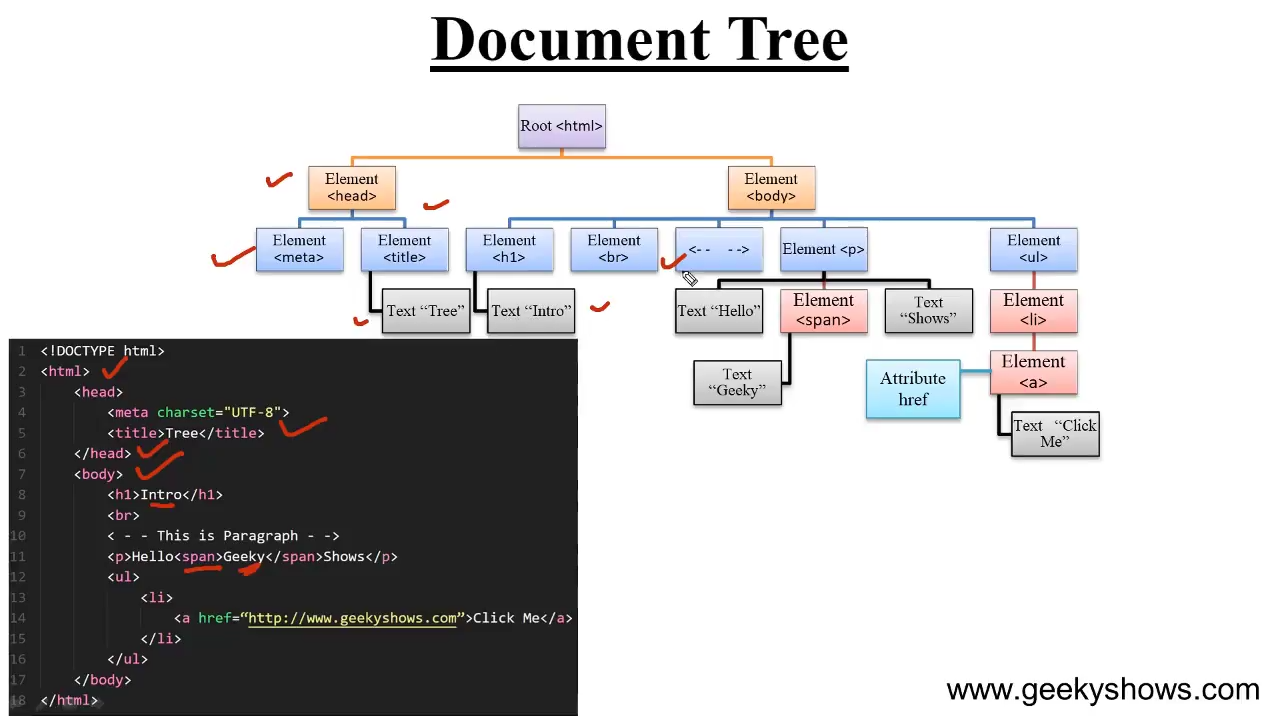 Document Tree
Root <html>
Element
<head>
Element
<body>
Element
<meta>
Element
<title>
Element
<h1>
Element
<br>
<-- -->
Element <p>
Element
<ul>
Text “Tree”
Text “Intro”
Text “Hello”
Element
<span>
Text
“Shows”
Element
<li>
Text
“Geeky”
Attribute
href
Element
<a>
Text “Click
Me”
1 <!DOCTYPE html>
2 <html>
3 <head>
4 <meta charset="UTF-8">
5 <title>Tree</title>
6 </head>
7 <body>
8 <h1>Intro</h1>
9 <br>
10 < - - This is Paragraph - ->
11 <p>Hello<span>Geeky</span>Shows</p>
12 <ul>
13 <li>
14 <a href=“http://www.geekyshows.com”>Click Me</a>
15 </li>
16 </ul>
17 </body>
18 </html>
www.geekyshows.com